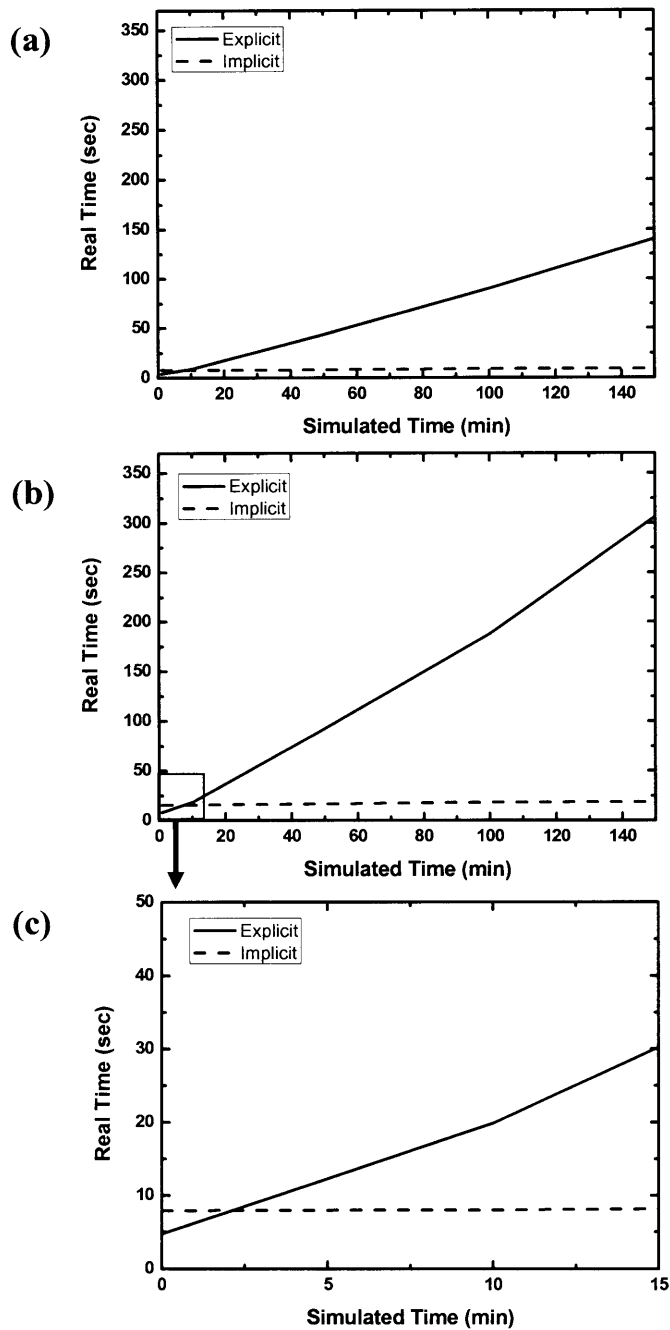 (a)
350
300
250
200
150
100
50
0
Explicit
Implicit
Real Time (sec)
0 20 40 60 80 100 120 140
Simulated Time (min)
(b)
350
300
250
200
150
100
50
0
Explicit
Implicit
Real Time (sec)
0 20 40 60 80 100 120 140
Simulated Time (min)
(c)
50
40
30
20
10
0
Explicit
Implicit
Real Time (sec)
0 5 10 15
Simulated Time (min)